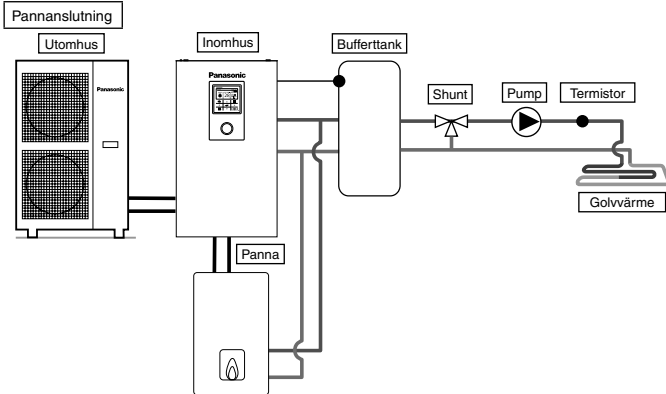 Pannanslutning
Utomhus
Inomhus
Bufferttank
Panasonic
Panasonic
Shunt
Pump
Termistor
Golvvärme
Panna